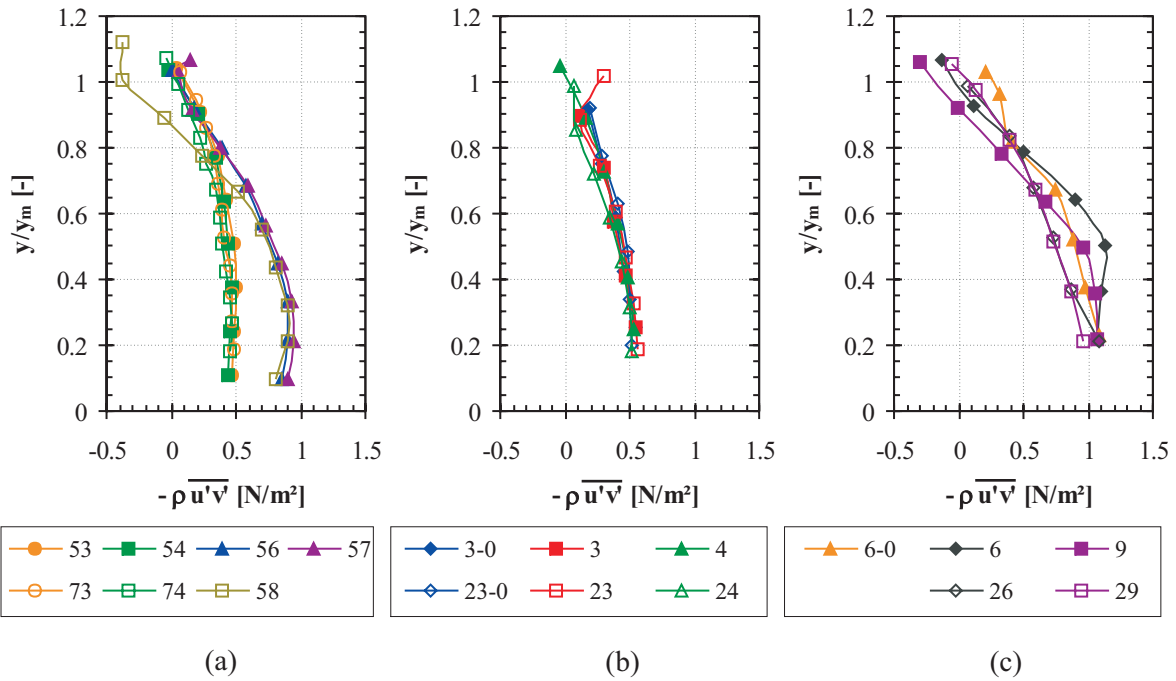 1.2
1
0.8
0.6
0.4
0.2
0
y/yₘ [-]
-0.5 0 0.5 1 1.5
- ρ u'v' [N/m²]
53 54 56 57
73 74 58
(a)
1.2
1
0.8
0.6
0.4
0.2
0
y/yₘ [-]
-0.5 0 0.5 1 1.5
- ρ u'v' [N/m²]
3-0 3 4
23-0 23 24
(b)
1.2
1
0.8
0.6
0.4
0.2
0
y/yₘ [-]
-0.5 0 0.5 1 1.5
- ρ u'v' [N/m²]
6-0 6 9
26 29
(c)